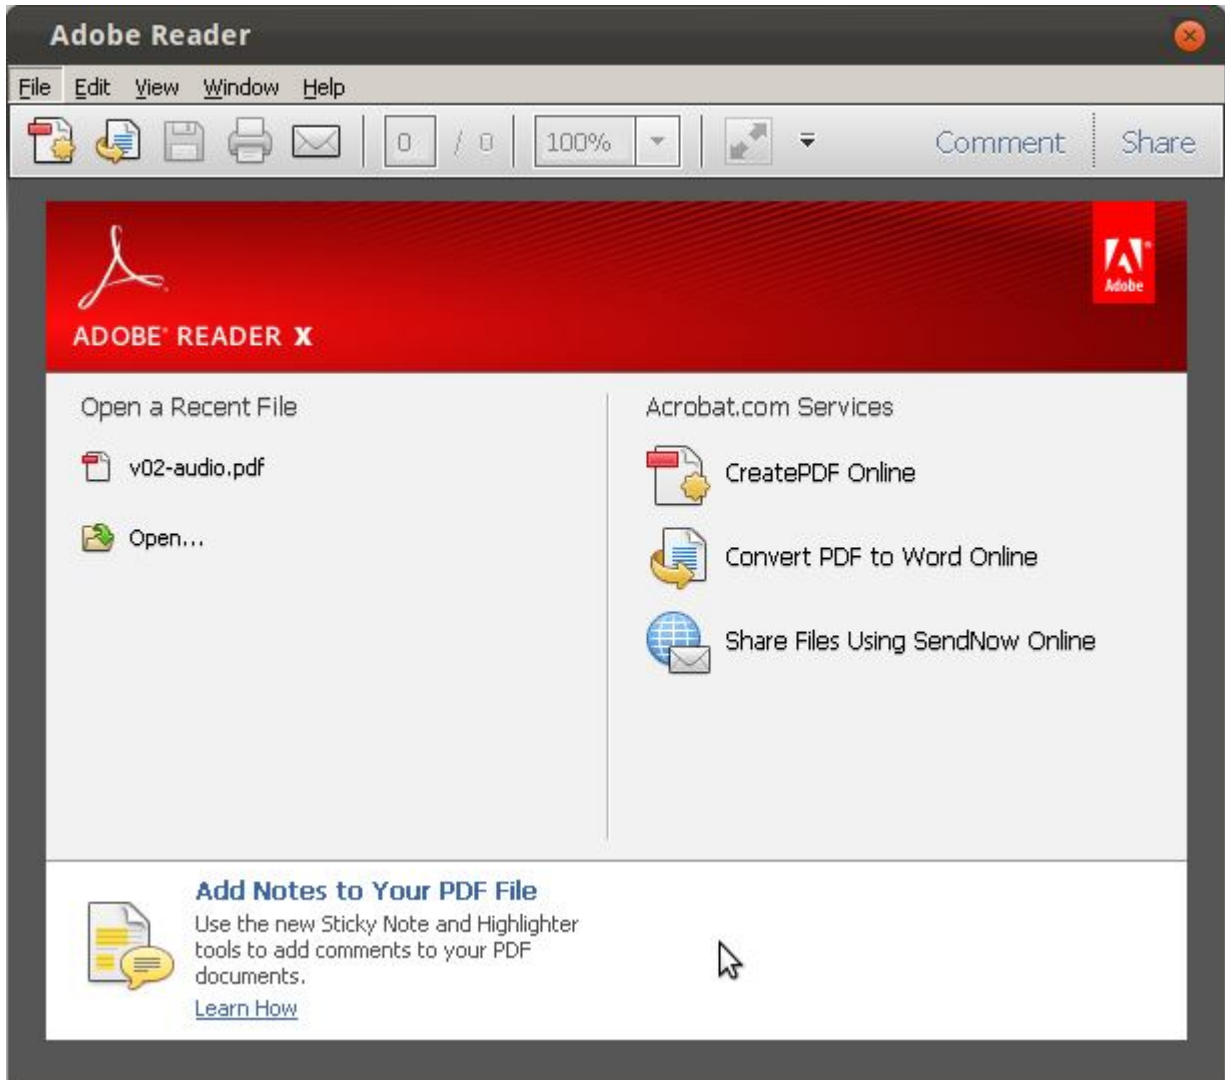 Adobe Reader
File Edit View Window Help
0 / 0 100% Comment Share
Adobe
ADOBE® READER X
Open a Recent File
v02-audio.pdf
Open...
Acrobat.com Services
CreatePDF Online
Convert PDF to Word Online
Share Files Using SendNow Online
Add Notes to Your PDF File
Use the new Sticky Note and Highlighter
tools to add comments to your PDF
documents.
Learn How